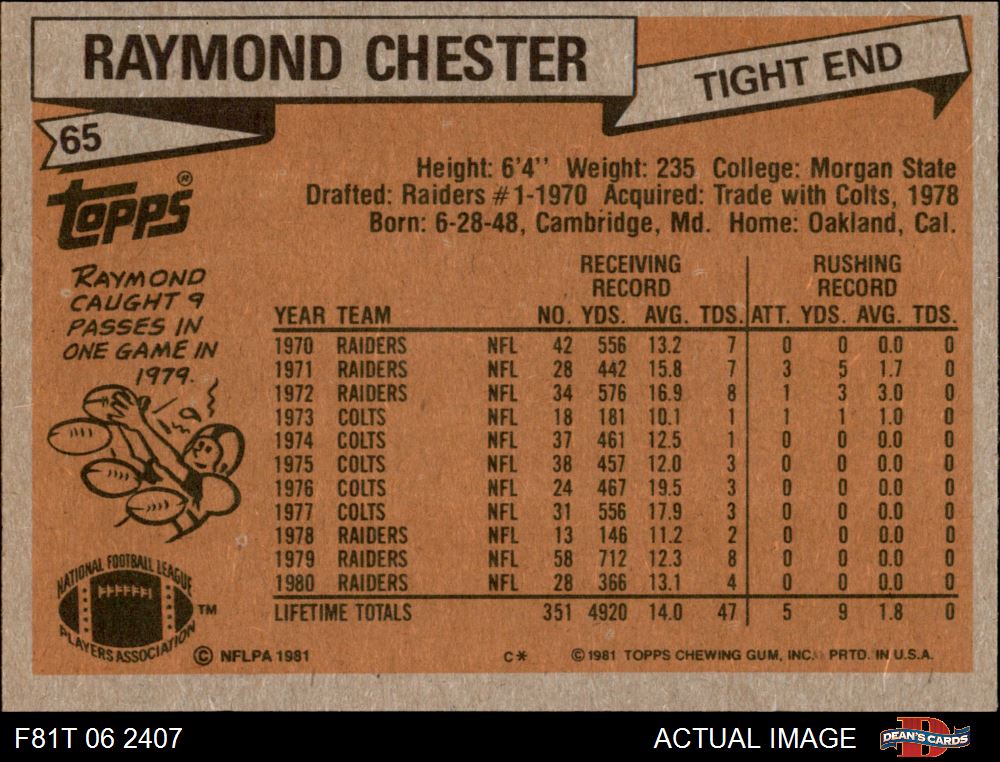 RAYMOND CHESTER
TIGHT END
65
Height: 6'4'' Weight: 235 College: Morgan State
Drafted: Raiders #1-1970 Acquired: Trade with Colts, 1978
Born: 6-28-48, Cambridge, Md. Home: Oakland, Cal.
TOPPS®
RAYMOND
CAUGHT 9
PASSES IN
ONE GAME IN
1979.
RECEIVING RUSHING
RECORD RECORD
YEAR TEAM NO. YDS. AVG. TDS. ATT. YDS. AVG. TDS.
1970 RAIDERS NFL 42 556 13.2 7 0 0 0.0 0
1971 RAIDERS NFL 28 442 15.8 7 3 5 1.7 0
1972 RAIDERS NFL 34 576 16.9 8 1 3 3.0 0
1973 COLTS NFL 18 181 10.1 1 1 1 1.0 0
1974 COLTS NFL 37 461 12.5 1 0 0 0.0 0
1975 COLTS NFL 38 457 12.0 3 0 0 0.0 0
1976 COLTS NFL 24 467 19.5 3 0 0 0.0 0
1977 COLTS NFL 31 556 17.9 3 0 0 0.0 0
1978 RAIDERS NFL 13 146 11.2 2 0 0 0.0 0
1979 RAIDERS NFL 58 712 12.3 8 0 0 0.0 0
1980 RAIDERS NFL 28 366 13.1 4 0 0 0.0 0
LIFETIME TOTALS 351 4920 14.0 47 5 9 1.8 0
NATIONAL FOOTBALL LEAGUE
PLAYERS ASSOCIATION
TM
© NFLPA 1981 C* © 1981 TOPPS CHEWING GUM, INC. PRTD. IN U.S.A.
F81T 06 2407 ACTUAL IMAGE
D
DEAN'S CARDS